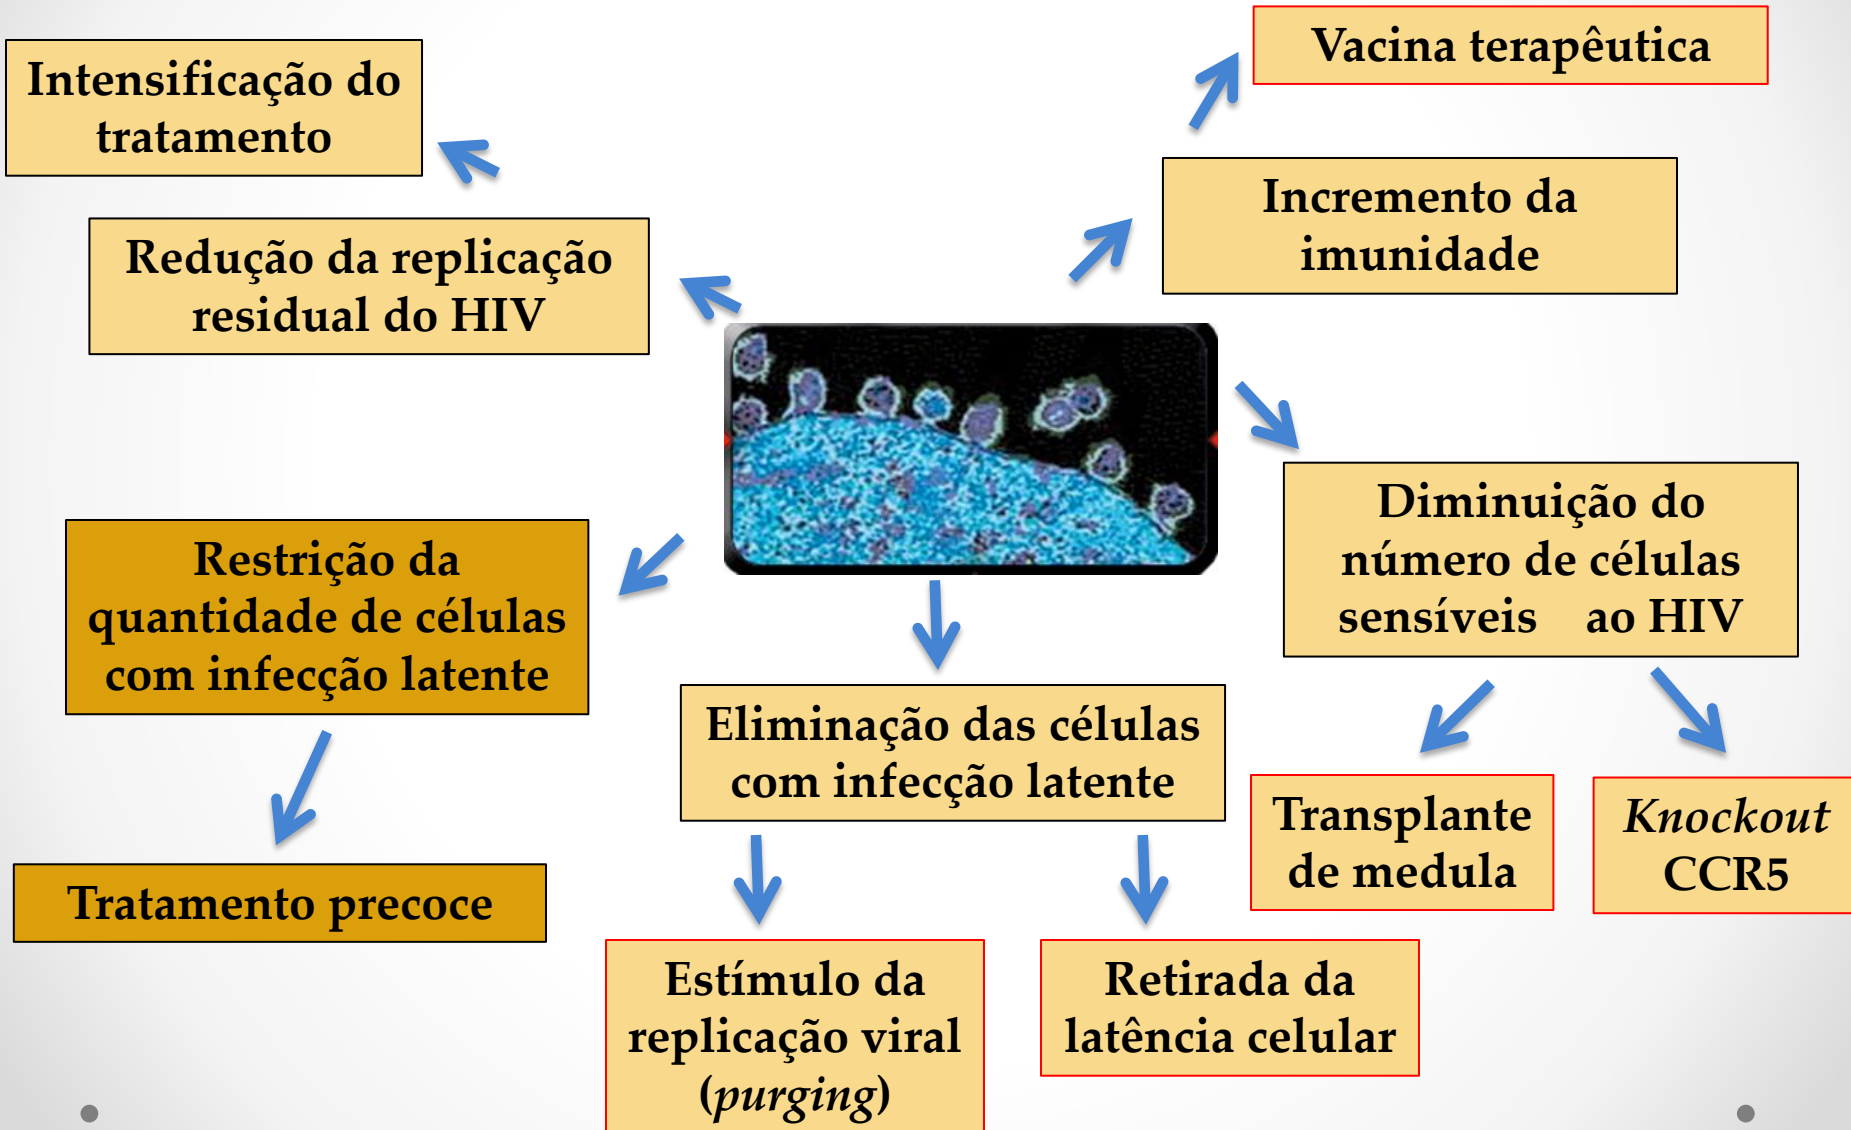 Intensificação do
tratamento
Redução da replicação
residual do HIV
Vacina terapêutica
Incremento da
imunidade
Restrição da
quantidade de células
com infecção latente
Tratamento precoce
Eliminação das células
com infecção latente
Estímulo da
replicação viral
(purging)
Retirada da
latência celular
Diminuição do
número de células
sensíveis ao HIV
Transplante
de medula
Knockout
CCR5